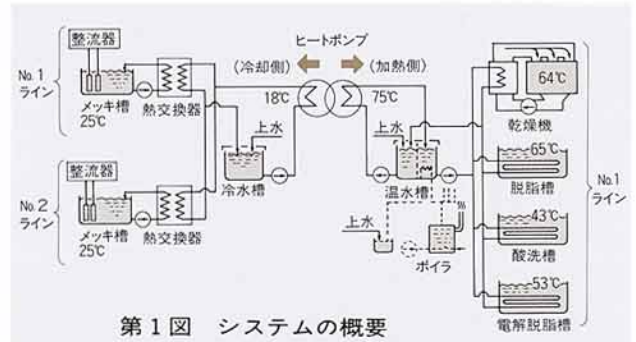 ヒートポンプ
(冷却側)
(加熱側)
18℃
75℃
整流器
No.1
ライン
メッキ槽
25℃
熱交換器
上水
冷水槽
整流器
No.2
ライン
メッキ槽
25℃
熱交換器
上水
温水槽
上水
ボイラ
64℃
乾燥機
65℃
脱脂槽
43℃
酸洗槽
53℃
電解脱脂槽
No.1
ライン
第1図 システムの概要